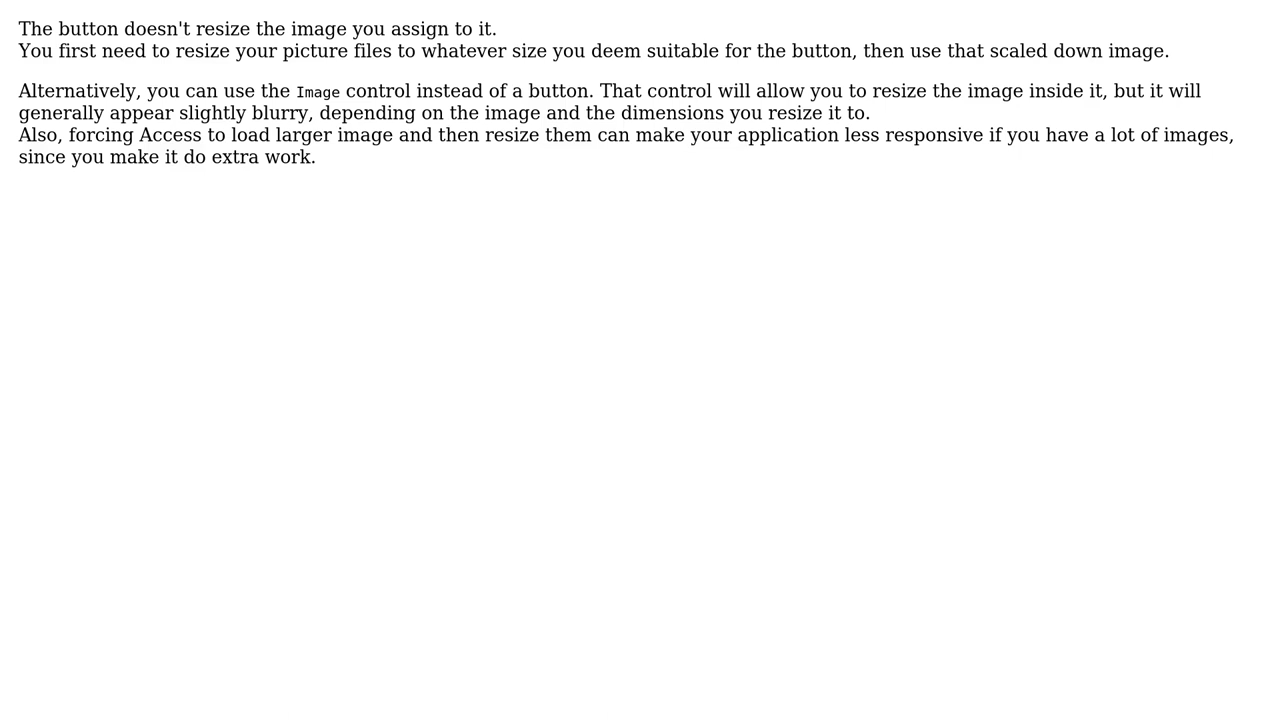 The button doesn't resize the image you assign to it.
You first need to resize your picture files to whatever size you deem suitable for the button, then use that scaled down image.
Alternatively, you can use the Image control instead of a button. That control will allow you to resize the image inside it, but it will
generally appear slightly blurry, depending on the image and the dimensions you resize it to.
Also, forcing Access to load larger image and then resize them can make your application less responsive if you have a lot of images,
since you make it do extra work.